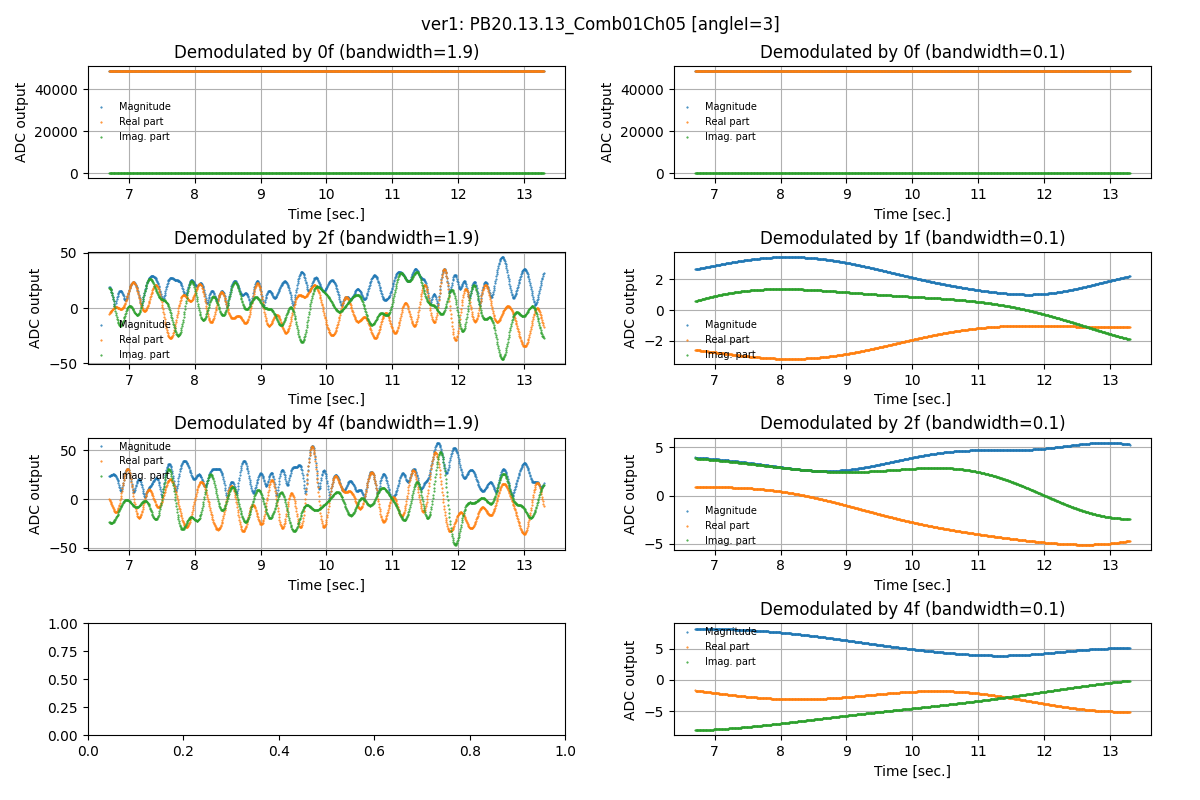 ver1: PB20.13.13_Comb01Ch05 [angleI=3]
Demodulated by 0f (bandwidth=1.9)
ADC output
40000
20000
0
Magnitude
Real part
Imag. part
7 8 9 10 11 12 13
Time [sec.]
Demodulated by 0f (bandwidth=0.1)
ADC output
40000
20000
0
Magnitude
Real part
Imag. part
7 8 9 10 11 12 13
Time [sec.]
Demodulated by 2f (bandwidth=1.9)
ADC output
50
0
−50
Magnitude
Real part
Imag. part
7 8 9 10 11 12 13
Time [sec.]
Demodulated by 1f (bandwidth=0.1)
ADC output
2
0
−2
Magnitude
Real part
Imag. part
7 8 9 10 11 12 13
Time [sec.]
Demodulated by 4f (bandwidth=1.9)
ADC output
50
0
−50
Magnitude
Real part
Imag. part
7 8 9 10 11 12 13
Time [sec.]
Demodulated by 2f (bandwidth=0.1)
ADC output
5
0
−5
Magnitude
Real part
Imag. part
7 8 9 10 11 12 13
Time [sec.]
1.00
0.75
0.50
0.25
0.00
0.0 0.2 0.4 0.6 0.8 1.0
Demodulated by 4f (bandwidth=0.1)
ADC output
5
0
−5
Magnitude
Real part
Imag. part
7 8 9 10 11 12 13
Time [sec.]